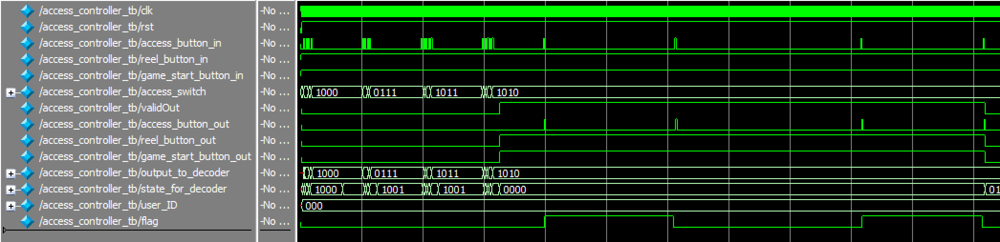 /access_controller_tb/clk -No ...
/access_controller_tb/rst -No ...
/access_controller_tb/access_button_in -No ...
/access_controller_tb/reel_button_in -No ...
/access_controller_tb/game_start_button_in -No ...
/access_controller_tb/access_switch -No ... 1000 0111 1011 1010
/access_controller_tb/validOut -No ...
/access_controller_tb/access_button_out -No ...
/access_controller_tb/reel_button_out -No ...
/access_controller_tb/game_start_button_out -No ...
/access_controller_tb/output_to_decoder -No ... 1000 0111 1011 1010
/access_controller_tb/state_for_decoder -No ... 1000 1001 1001 0000 01
/access_controller_tb/user_ID -No ... 000
/access_controller_tb/flag -No ...